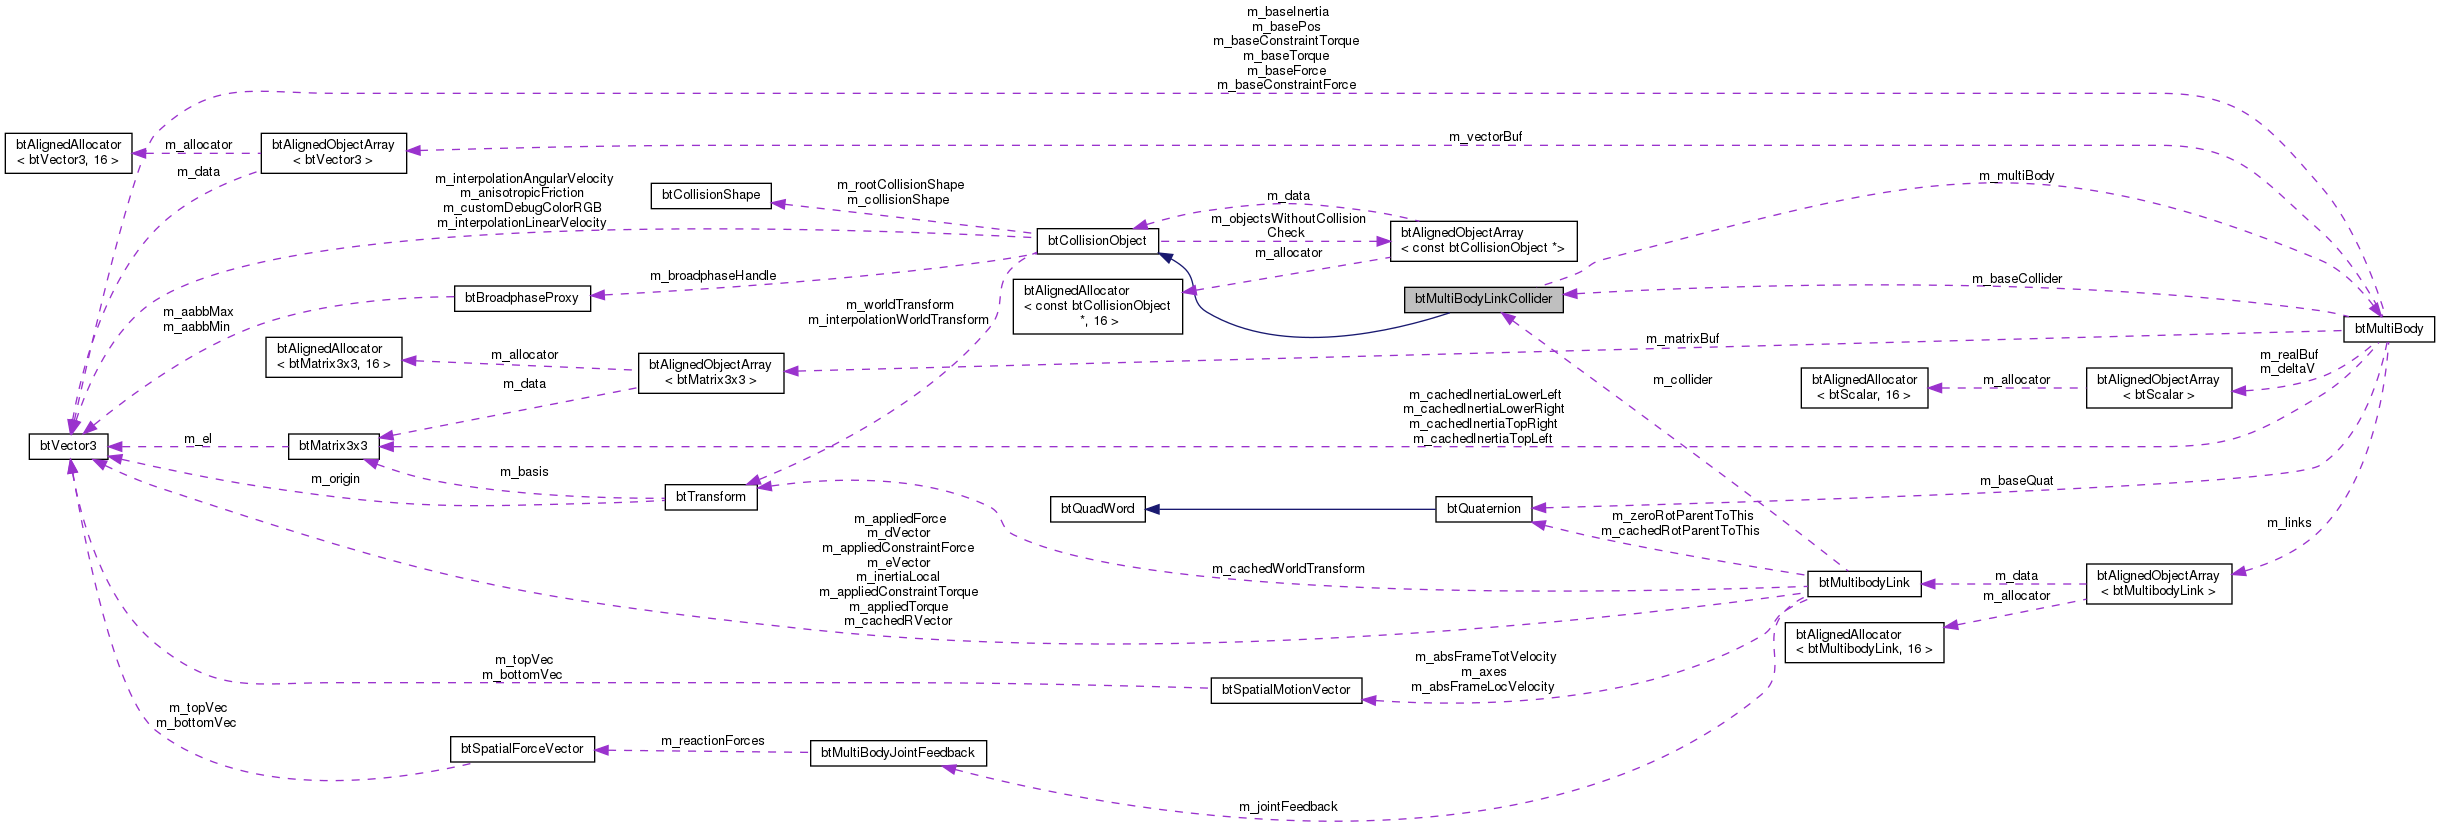 m_baseInertia
m_basePos
m_baseConstraintTorque
m_baseTorque
m_baseForce
m_baseConstraintForce
btAlignedAllocator
< btVector3, 16 >
m_allocator
btAlignedObjectArray
< btVector3 >
m_vectorBuf
m_data
m_interpolationAngularVelocity
m_anisotropicFriction
m_customDebugColorRGB
m_interpolationLinearVelocity
btCollisionShape
m_rootCollisionShape
m_collisionShape
m_data
m_objectsWithoutCollision
Check
m_allocator
btCollisionObject
btAlignedObjectArray
< const btCollisionObject *>
m_multiBody
m_broadphaseHandle
btBroadphaseProxy
m_aabbMax
m_aabbMin
m_worldTransform
m_interpolationWorldTransform
btAlignedAllocator
< const btCollisionObject
*, 16 >
btMultiBodyLinkCollider
m_baseCollider
btMultiBody
btAlignedAllocator
< btMatrix3x3, 16 >
m_allocator
m_data
btAlignedObjectArray
< btMatrix3x3 >
m_matrixBuf
m_collider
btAlignedAllocator
< btScalar, 16 >
m_allocator
btAlignedObjectArray
< btScalar >
m_realBuf
m_deltaV
m_cachedInertiaLowerLeft
m_cachedInertiaLowerRight
m_cachedInertiaTopRight
m_cachedInertiaTopLeft
btVector3
m_el
btMatrix3x3
m_basis
m_origin
btTransform
btQuadWord
btQuaternion
m_baseQuat
m_zeroRotParentToThis
m_cachedRotParentToThis
m_links
m_appliedForce
m_dVector
m_appliedConstraintForce
m_eVector
m_inertiaLocal
m_appliedConstraintTorque
m_appliedTorque
m_cachedRVector
m_cachedWorldTransform
btMultibodyLink
m_data
m_allocator
btAlignedObjectArray
< btMultibodyLink >
btAlignedAllocator
< btMultibodyLink, 16 >
m_topVec
m_bottomVec
btSpatialMotionVector
m_absFrameTotVelocity
m_axes
m_absFrameLocVelocity
m_topVec
m_bottomVec
btSpatialForceVector
m_reactionForces
btMultiBodyJointFeedback
m_jointFeedback